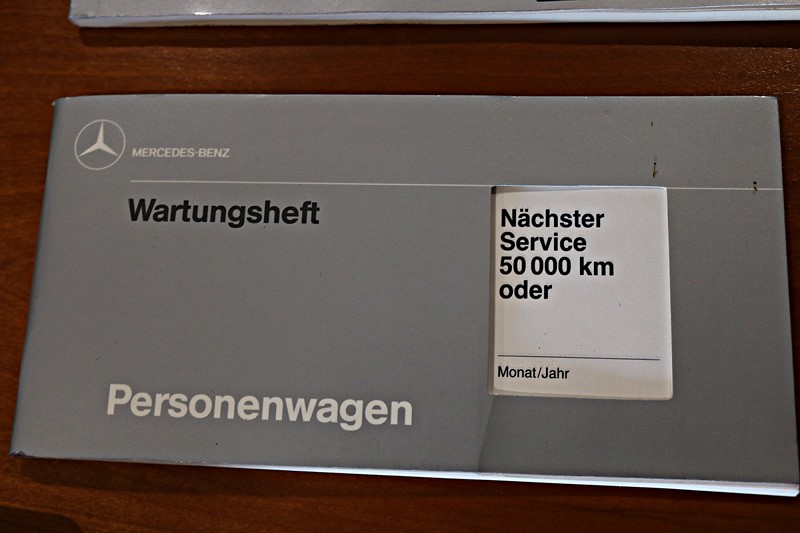 MERCEDES-BENZ
Wartungsheft
Nächster
Service
50 000 km
oder
Monat/Jahr
Personenwagen